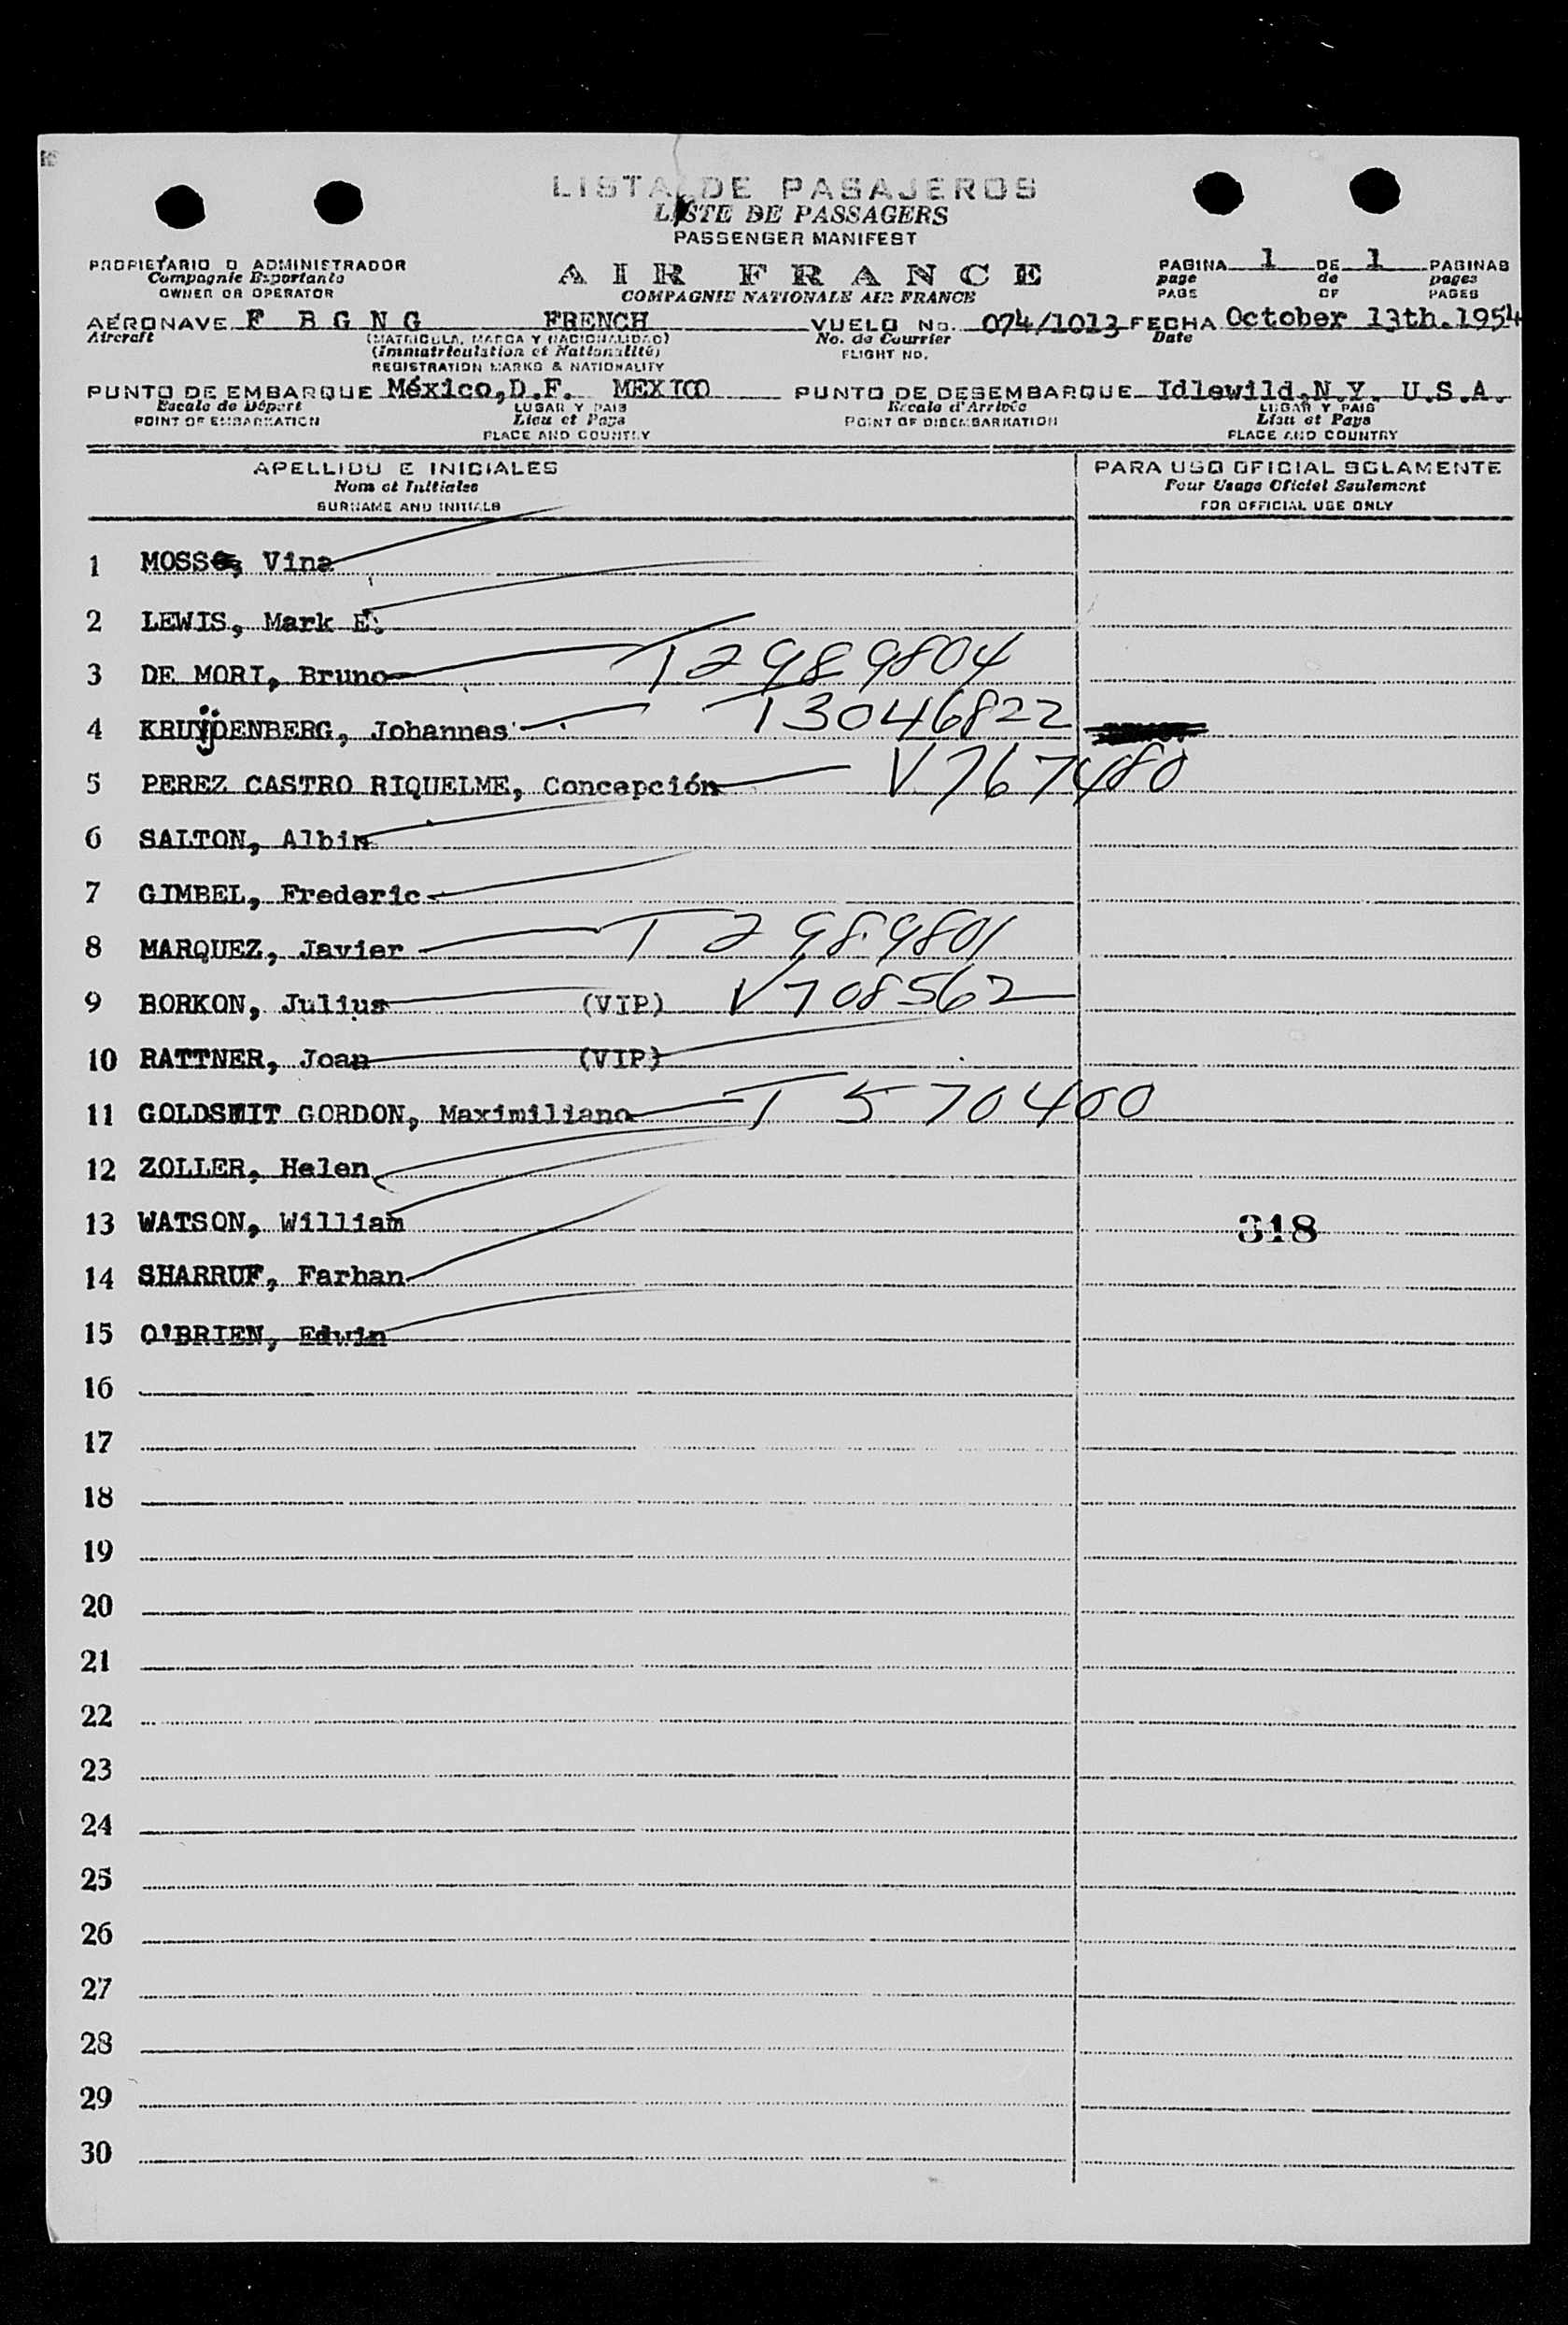 LISTA DE PASAJEROS
LISTE DE PASSAGERS
PASSENGER MANIFEST
PROPIETARIO O ADMINISTRADOR
Compagnie Exportante
OWNER OR OPERATOR
AIR FRANCE
COMPAGNIE NATIONALE AIR FRANCE
PAGINA 1 DE 1 PAGINAS
page de pages
PAGE OF PAGES
AÉRONAVE F B G N G FRENCH VUELO No. 074/1013 FECHA October 13th.1954
Aircraft (MATRICULA, MARCA Y NACIONALIDAD) No. de Courrier Date
(Immatriculation et Nationalité) FLIGHT NO.
REGISTRATION MARKS & NATIONALITY
PUNTO DE EMBARQUE México,D.F. MEXICO PUNTO DE DESEMBARQUE Idlewild,N.Y. U.S.A.
Escale de Départ LUGAR Y PAIS Escale d'Arrivée LUGAR Y PAIS
POINT OF EMBARKATION Lieu et Pays POINT OF DISEMBARKATION Lieu et Pays
PLACE AND COUNTRY PLACE AND COUNTRY
APELLIDO E INICIALES PARA USO OFICIAL SOLAMENTE
Nom et Initiales Pour Usage Oficiel Seulement
SURNAME AND INITIALS FOR OFFICIAL USE ONLY
1 MOSS, Vina
2 LEWIS, Mark E.
3 DE MORI, Bruno T2989804
4 KRUYDENBERG, Johannes T3046822
5 PEREZ CASTRO RIQUELME, Concepción V767480
6 SALTON, Albin
7 GIMBEL, Frederic
8 MARQUEZ, Javier T2989801
9 BORKON, Julius (VIP) V708562
10 RATTNER, Joan (VIP)
11 GOLDSMIT GORDON, Maximiliano T570400
12 ZOLLER, Helen
13 WATSON, William 318
14 SHARRUF, Farhan
15 O'BRIEN, Edwin
16
17
18
19
20
21
22
23
24
25
26
27
28
29
30